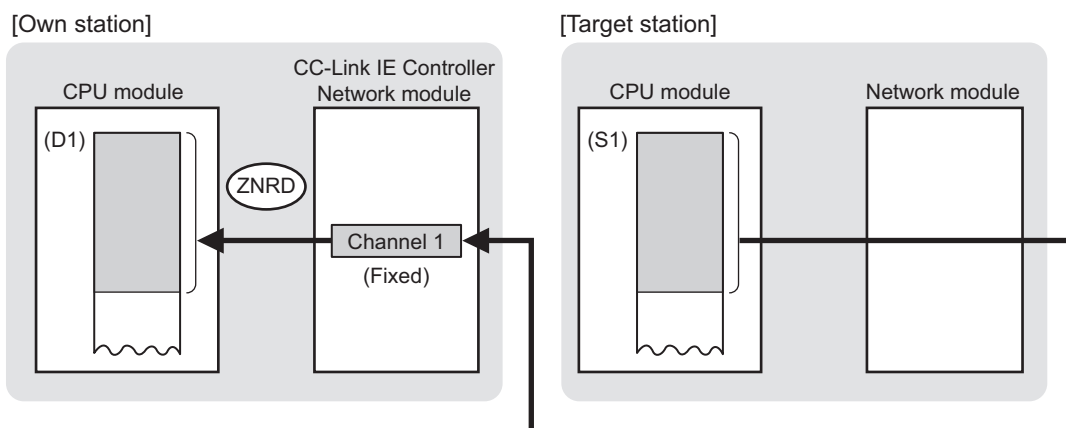 [Own station]
CPU module
CC-Link IE Controller
Network module
(D1)
ZNRD
Channel 1
(Fixed)
[Target station]
CPU module
Network module
(S1)